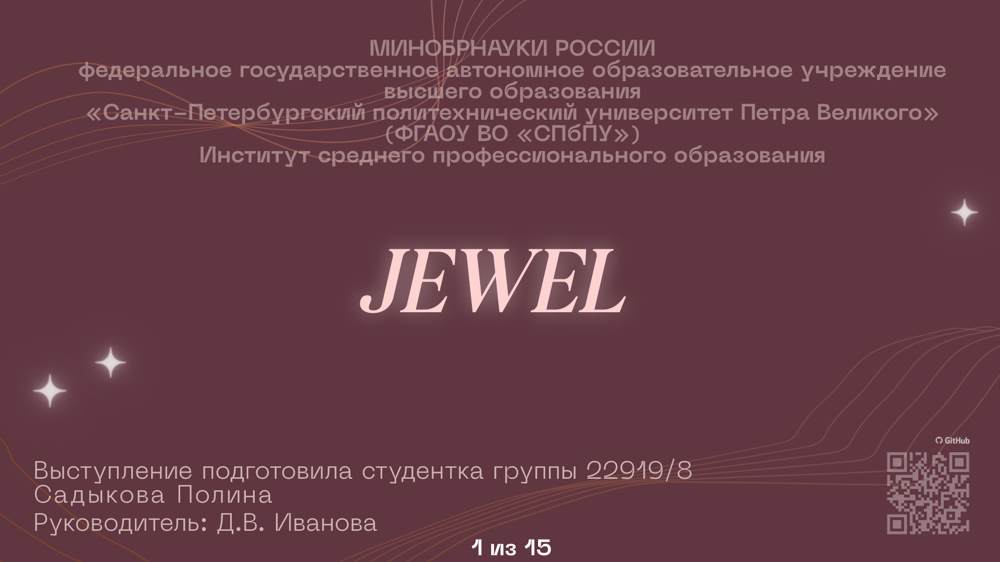 МИНОБРНАУКИ РОССИИ
федеральное государственное автономное образовательное учреждение
высшего образования
«Санкт-Петербургский политехнический университет Петра Великого»
(ФГАОУ ВО «СПбПУ»)
Институт среднего профессионального образования
JEWEL
GitHub
Выступление подготовила студентка группы 22919/8
Садыкова Полина
Руководитель: Д.В. Иванова
1 из 15